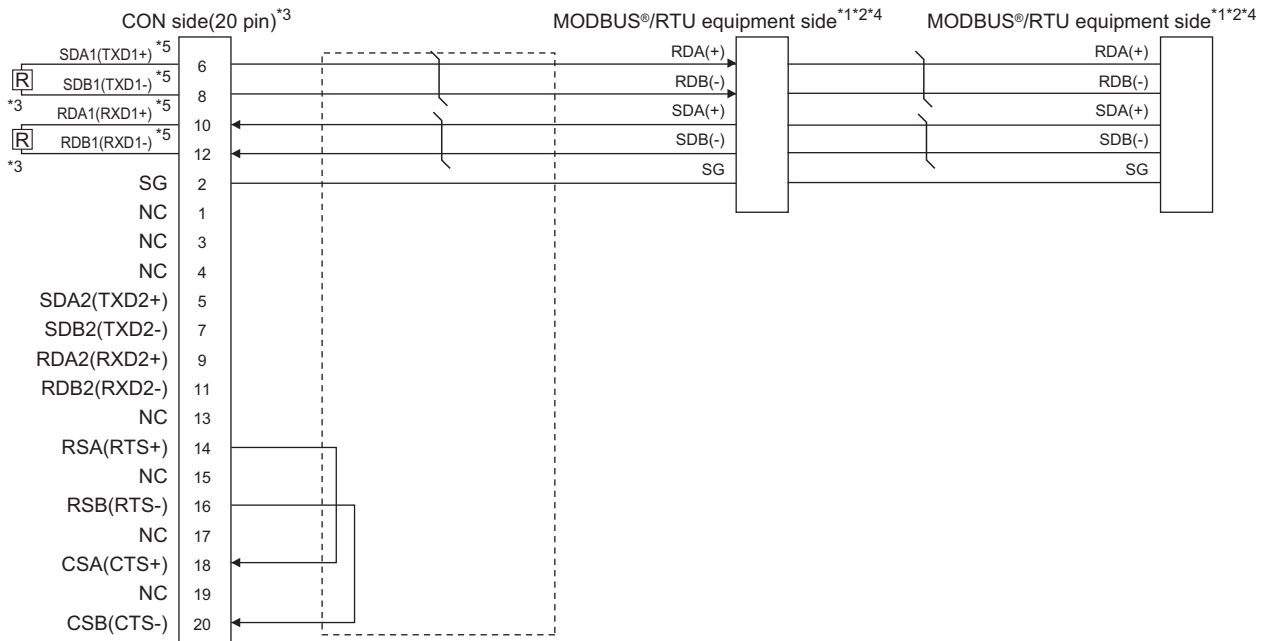 CON side(20 pin)*3 MODBUS®/RTU equipment side*1*2*4 MODBUS®/RTU equipment side*1*2*4
SDA1(TXD1+) *5 6 RDA(+) RDA(+)
R SDB1(TXD1-) *5 8 RDB(-) RDB(-)
*3 RDA1(RXD1+) *5 10 SDA(+) SDA(+)
R RDB1(RXD1-) *5 12 SDB(-) SDB(-)
*3
SG 2 SG SG
NC 1
NC 3
NC 4
SDA2(TXD2+) 5
SDB2(TXD2-) 7
RDA2(RXD2+) 9
RDB2(RXD2-) 11
NC 13
RSA(RTS+) 14
NC 15
RSB(RTS-) 16
NC 17
CSA(CTS+) 18
NC 19
CSB(CTS-) 20